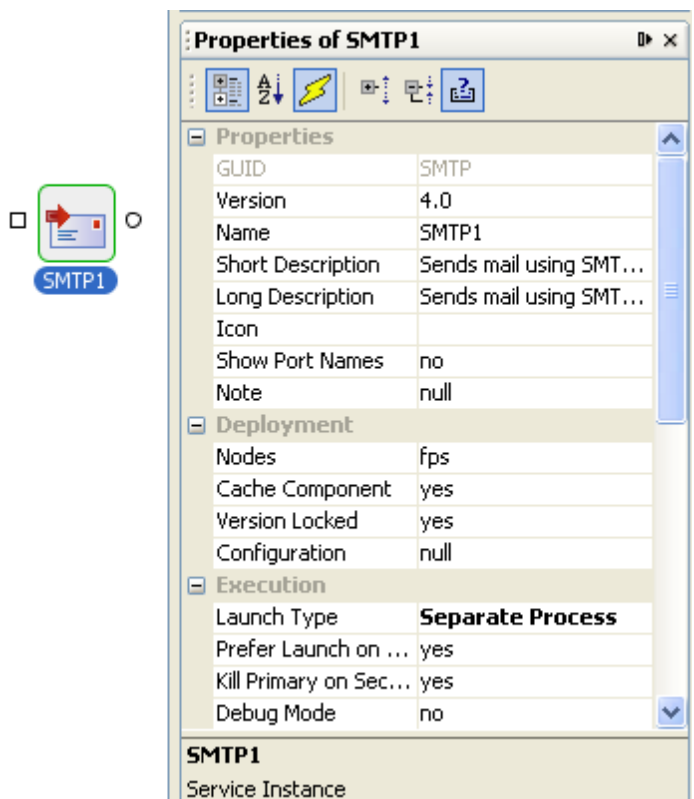 Properties of SMTP1
Properties
GUID SMTP
Version 4.0
Name SMTP1
Short Description Sends mail using SMT...
Long Description Sends mail using SMT...
Icon
Show Port Names no
Note null
Deployment
Nodes fps
Cache Component yes
Version Locked yes
Configuration null
Execution
Launch Type Separate Process
Prefer Launch on ... yes
Kill Primary on Sec... yes
Debug Mode no
SMTP1
Service Instance
SMTP1